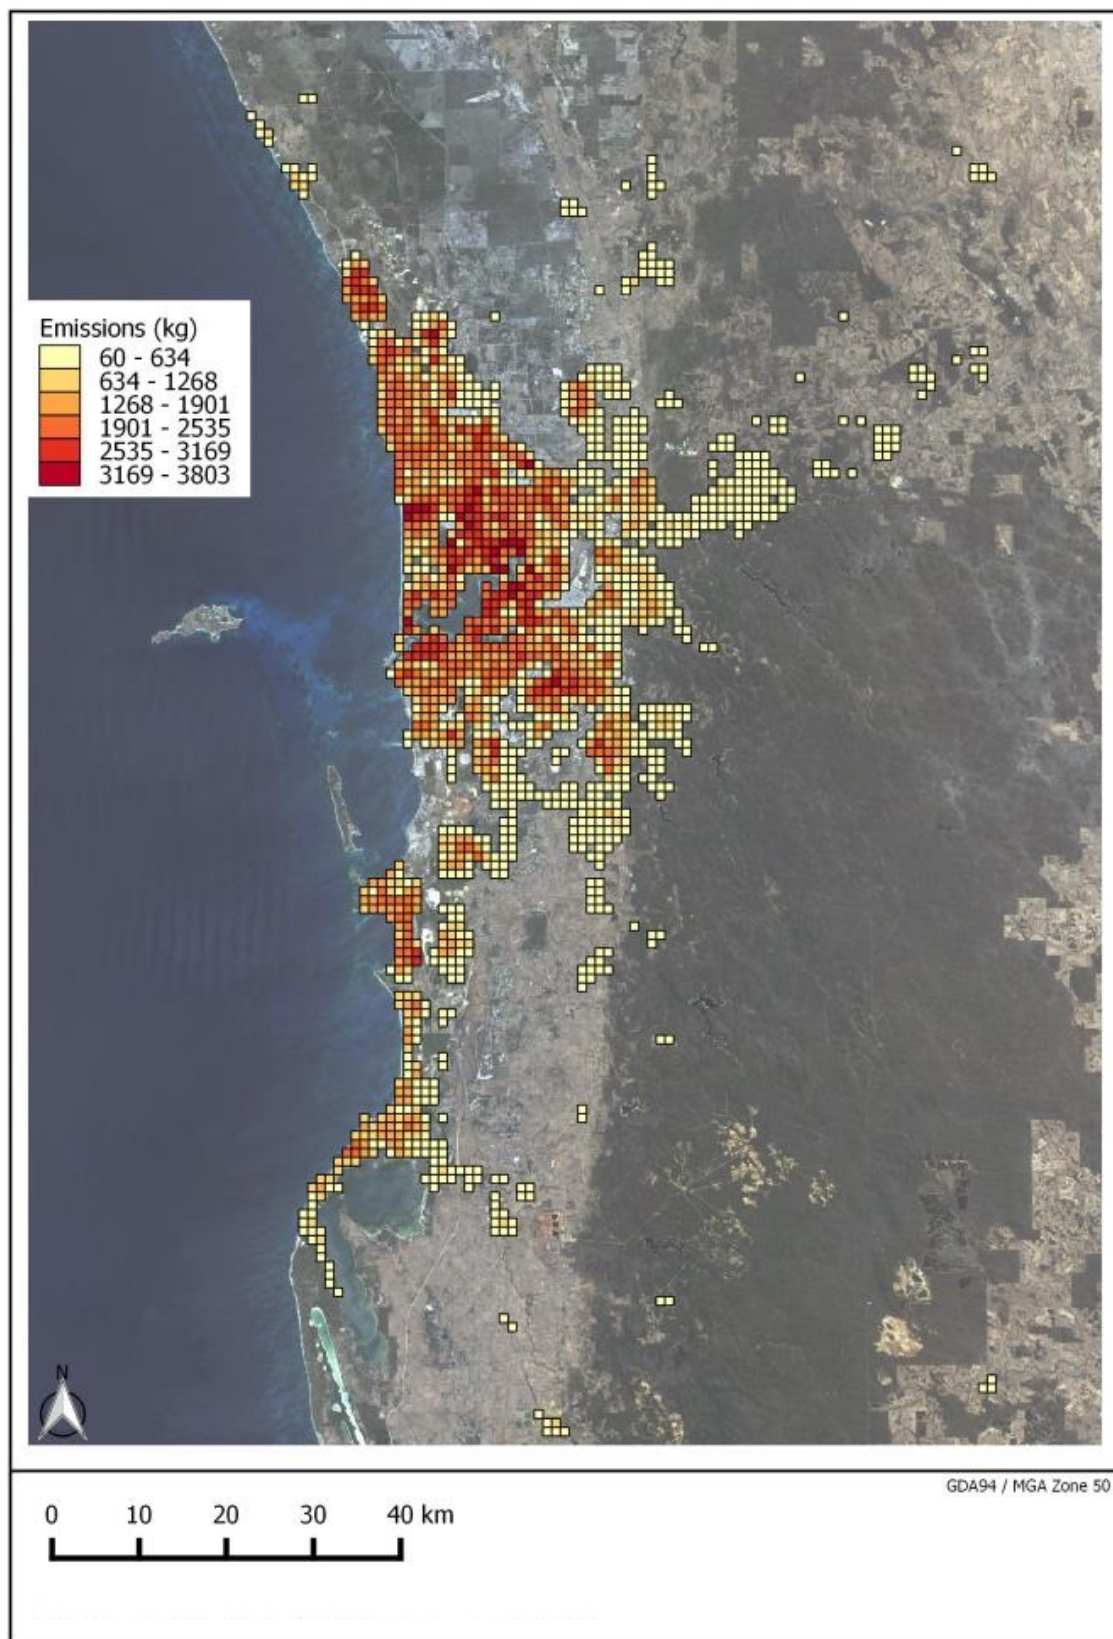 Emissions (kg)
60 - 634
634 - 1268
1268 - 1901
1901 - 2535
2535 - 3169
3169 - 3803
N
GDA94 / MGA Zone 50
0 10 20 30 40 km